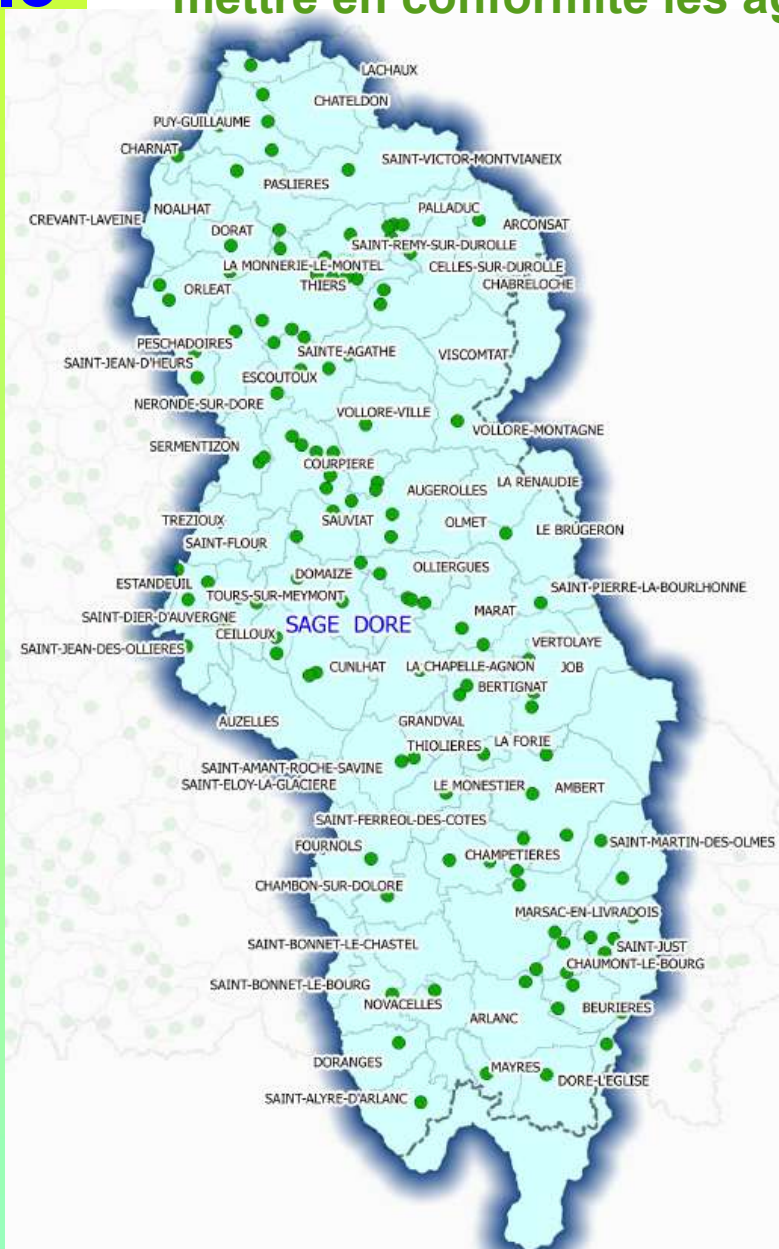 mettre en conformité les ag
LACHAUX
CHATELDON
PUY-GUILLAUME
CHARNAT
SAINT-VICTOR-MONTVIANEIX
PASLIERES
NOALHAT
PALLADUC
CREVANT-LAVEINE
ARCONSAT
DORAT
SAINT-REMY-SUR-DUROLLE
LA MONNERIE-LE-MONTEL
CELLES-SUR-DUROLLE
THIERS
CHABRELOCHE
ORLEAT
PESCHADOIRES
SAINTE-AGATHE
VISCOMTAT
SAINT-JEAN-D'HEURS
ESCOUTOUX
NERONDE-SUR-DORE
VOLLORE-VILLE
VOLLORE-MONTAGNE
SERMENTIZON
COURPIERE
LA RENAUDIE
AUGEROLLES
TREZIOUX
SAUVIAT
OLMET
LE BRUGERON
SAINT-FLOUR
OLLIERGUES
DOMAIZE
ESTANDEUIL
SAINT-PIERRE-LA-BOURLHONNE
TOURS-SUR-MEYMONT
MARAT
SAINT-DIER-D'AUVERGNE
SAGE DORE
CEILLOUX
VERTOLAYE
SAINT-JEAN-DES-OLLIERES
CUNLHAT
LA CHAPELLE-AGNON
JOB
BERTIGNAT
AUZELLES
GRANDVAL
THIOLIERES
LA FORIE
SAINT-AMANT-ROCHE-SAVINE
SAINT-ELOY-LA-GLACIERE
LE MONESTIER
AMBERT
SAINT-FERREOL-DES-COTES
FOURNOLS
SAINT-MARTIN-DES-OLMES
CHAMPETIERES
CHAMBON-SUR-DOLORE
MARSAC-EN-LIVRADOIS
SAINT-BONNET-LE-CHASTEL
SAINT-JUST
CHAUMONT-LE-BOURG
SAINT-BONNET-LE-BOURG
NOVACELLES
BEURIERES
ARLANC
DORANGES
MAYRES
DORE-L'EGLISE
SAINT-ALYRE-D'ARLANC